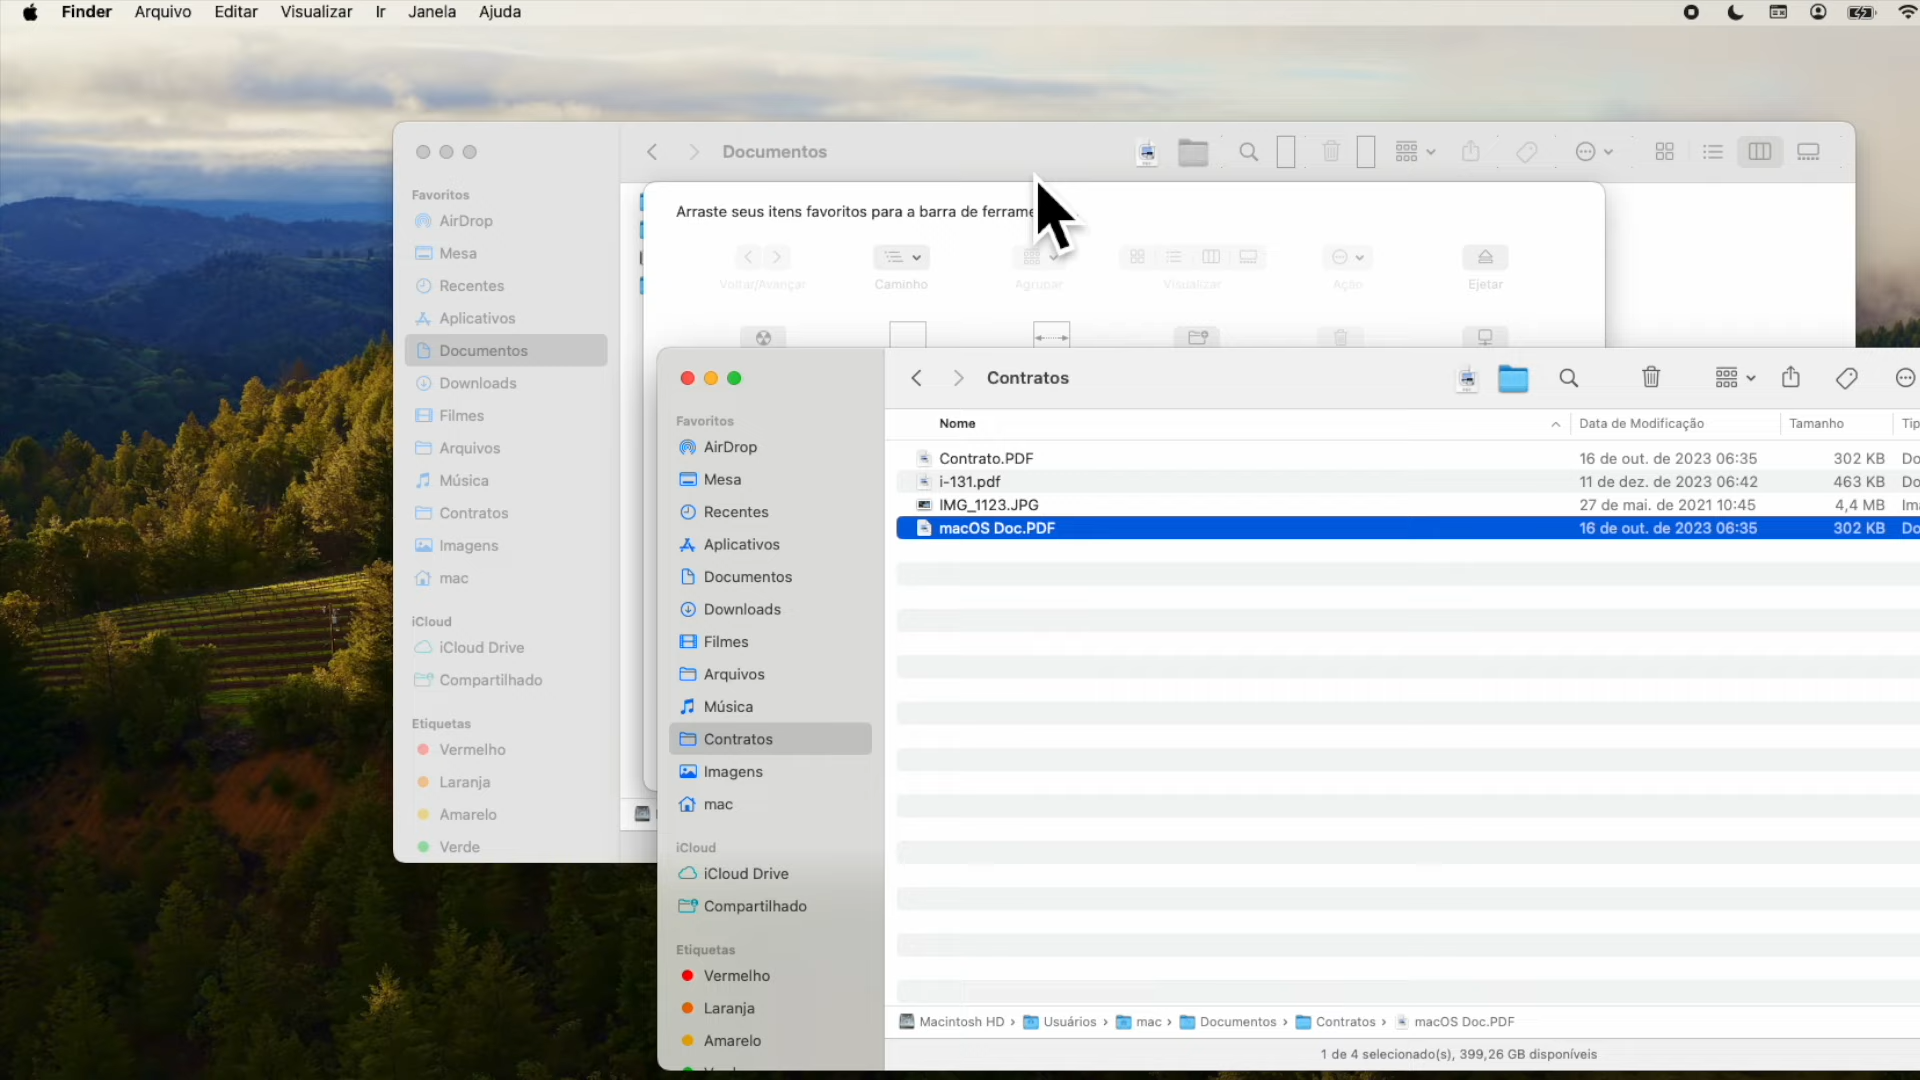 Finder Arquivo Editar Visualizar Ir Janela Ajuda
Documentos
Favoritos
AirDrop
Mesa
Recentes
Aplicativos
Documentos
Downloads
Filmes
Arquivos
Música
Contratos
Imagens
mac
iCloud
iCloud Drive
Compartilhado
Etiquetas
Vermelho
Laranja
Amarelo
Verde
Arraste seus itens favoritos para a barra de
Voltar/Avançar Caminho Agrupar Visualizar Ação Ejetar
Contratos
Favoritos
AirDrop
Mesa
Recentes
Aplicativos
Documentos
Downloads
Filmes
Arquivos
Música
Contratos
Imagens
mac
iCloud
iCloud Drive
Compartilhado
Etiquetas
Vermelho
Laranja
Amarelo
Nome Data de Modificação Tamanho
Contrato.PDF 16 de out. de 2023 06:35 302 KB
i-131.pdf 11 de dez. de 2023 06:42 463 KB
IMG_1123.JPG 27 de mai. de 2021 10:45 4,4 MB
macOS Doc.PDF 16 de out. de 2023 06:35 302 KB
Macintosh HD › Usuários › mac › Documentos › Contratos › macOS Doc.PDF
1 de 4 selecionado(s), 399,26 GB disponíveis